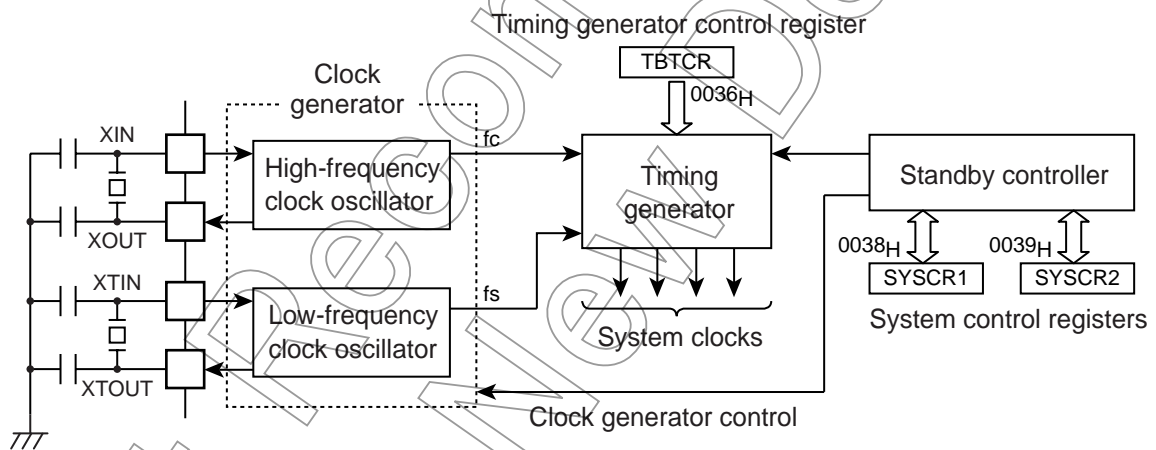 Timing generator control register
TBTCR
0036H
Clock
generator
XIN
XOUT
XTIN
XTOUT
High-frequency
clock oscillator
fc
Low-frequency
clock oscillator
fs
Timing
generator
System clocks
Standby controller
0038H
0039H
SYSCR1
SYSCR2
System control registers
Clock generator control